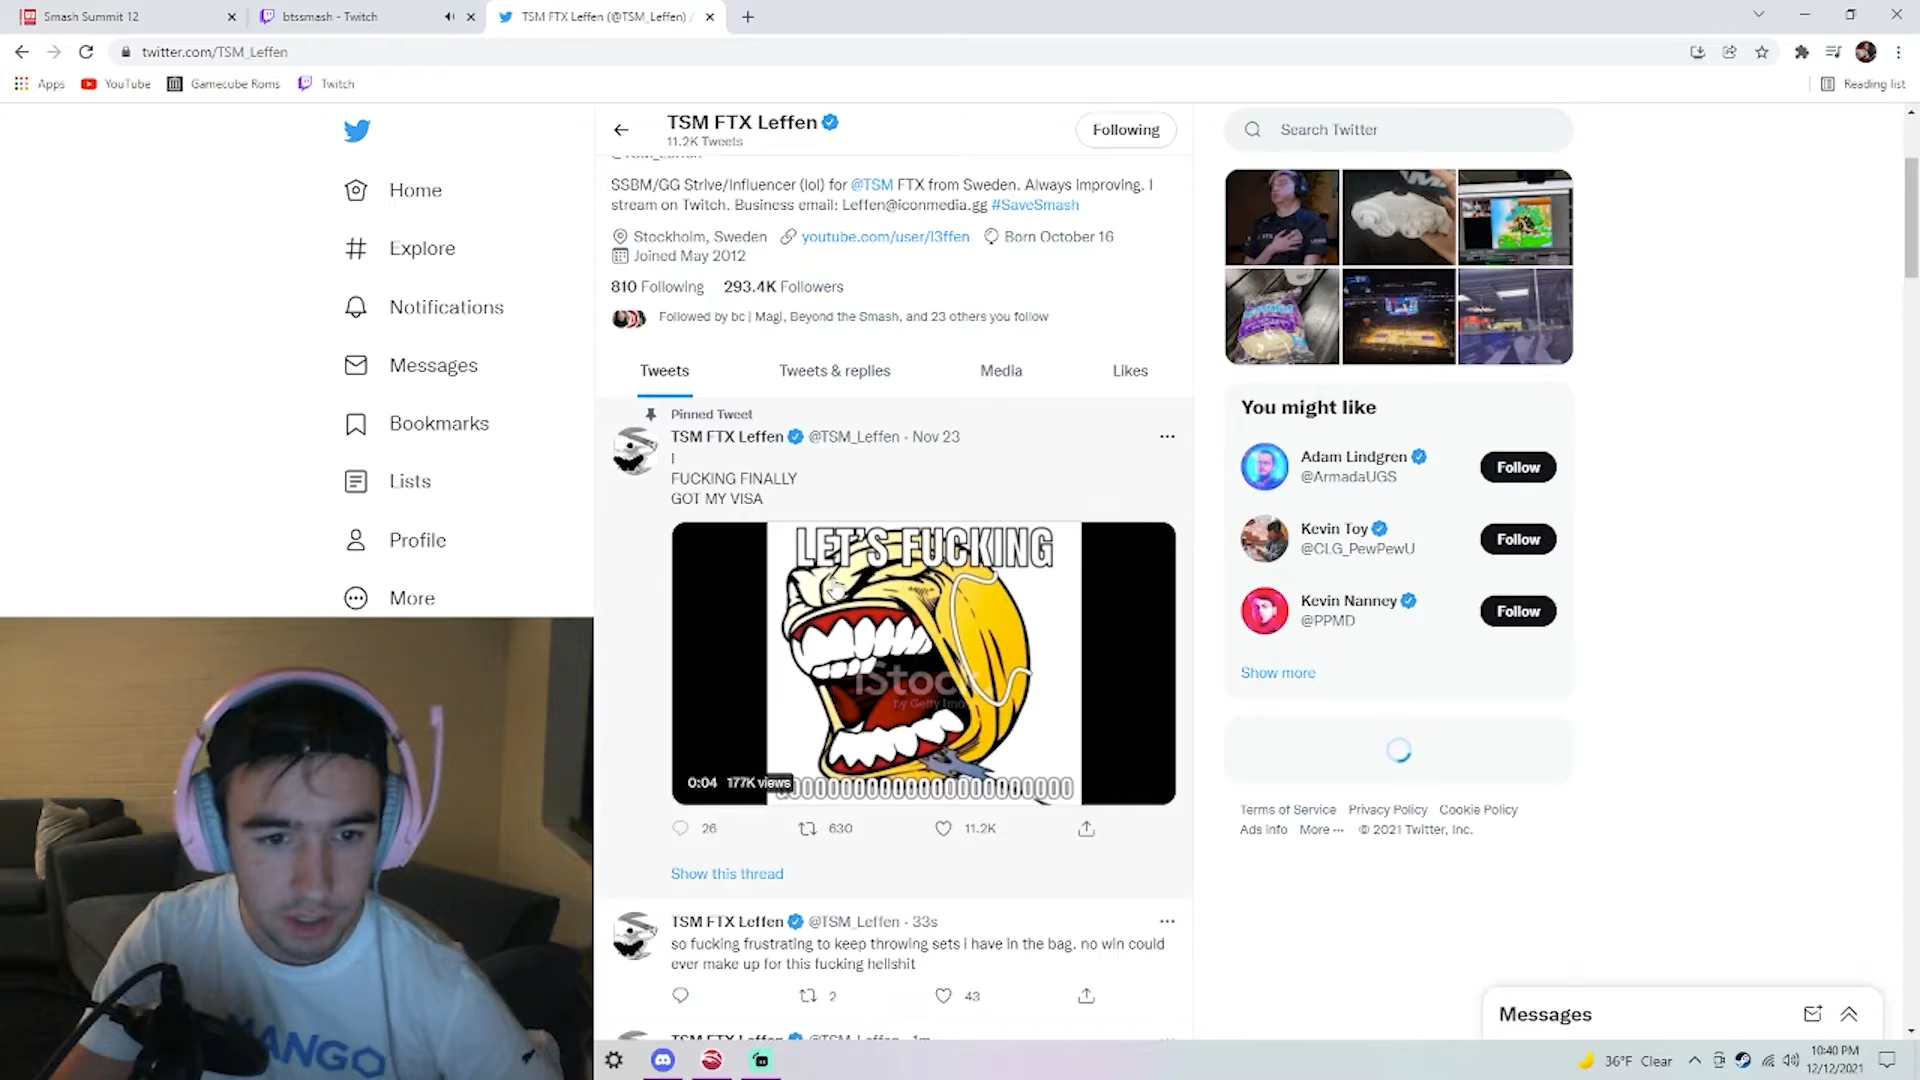 Smash Summit 12
btssmash - Twitch
TSM FTX Leffen (@TSM_Leffen) /
twitter.com/TSM_Leffen
Apps
YouTube
Gamecube Roms
Twitch
Reading list
TSM FTX Leffen
11.2K Tweets
Following
Search Twitter
Home
Explore
Notifications
Messages
Bookmarks
Lists
Profile
More
SSBM/GG Strive/Influencer (lol) for @TSM FTX from Sweden. Always improving. I
stream on Twitch. Business email: Leffen@iconmedia.gg #SaveSmash
Stockholm, Sweden youtube.com/user/l3ffen Born October 16
Joined May 2012
810 Following 293.4K Followers
Followed by bc | Magi, Beyond the Smash, and 23 others you follow
Tweets
Tweets & replies
Media
Likes
Pinned Tweet
TSM FTX Leffen @TSM_Leffen · Nov 23
I
FUCKING FINALLY
GOT MY VISA
LET'S FUCKING
iStock
by Getty Ima
0:04 177K views
26
630
11.2K
Show this thread
TSM FTX Leffen @TSM_Leffen · 33s
so fucking frustrating to keep throwing sets i have in the bag. no win could
ever make up for this fucking hellshit
2
43
You might like
Adam Lindgren
@ArmadaUGS
Follow
Kevin Toy
@CLG_PewPewU
Follow
Kevin Nanney
@PPMD
Follow
Show more
Terms of Service Privacy Policy Cookie Policy
Ads info More ··· © 2021 Twitter, Inc.
Messages
MANGO
36°F Clear
10:40 PM
12/12/2021